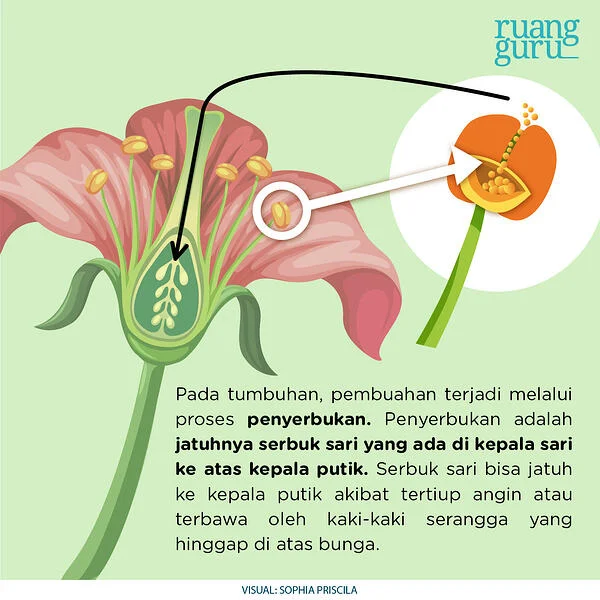 ruang
guru
Pada tumbuhan, pembuahan terjadi melalui
proses penyerbukan. Penyerbukan adalah
jatuhnya serbuk sari yang ada di kepala sari
ke atas kepala putik. Serbuk sari bisa jatuh
ke kepala putik akibat tertiup angin atau
terbawa oleh kaki-kaki serangga yang
hinggap di atas bunga.
VISUAL: SOPHIA PRISCILA